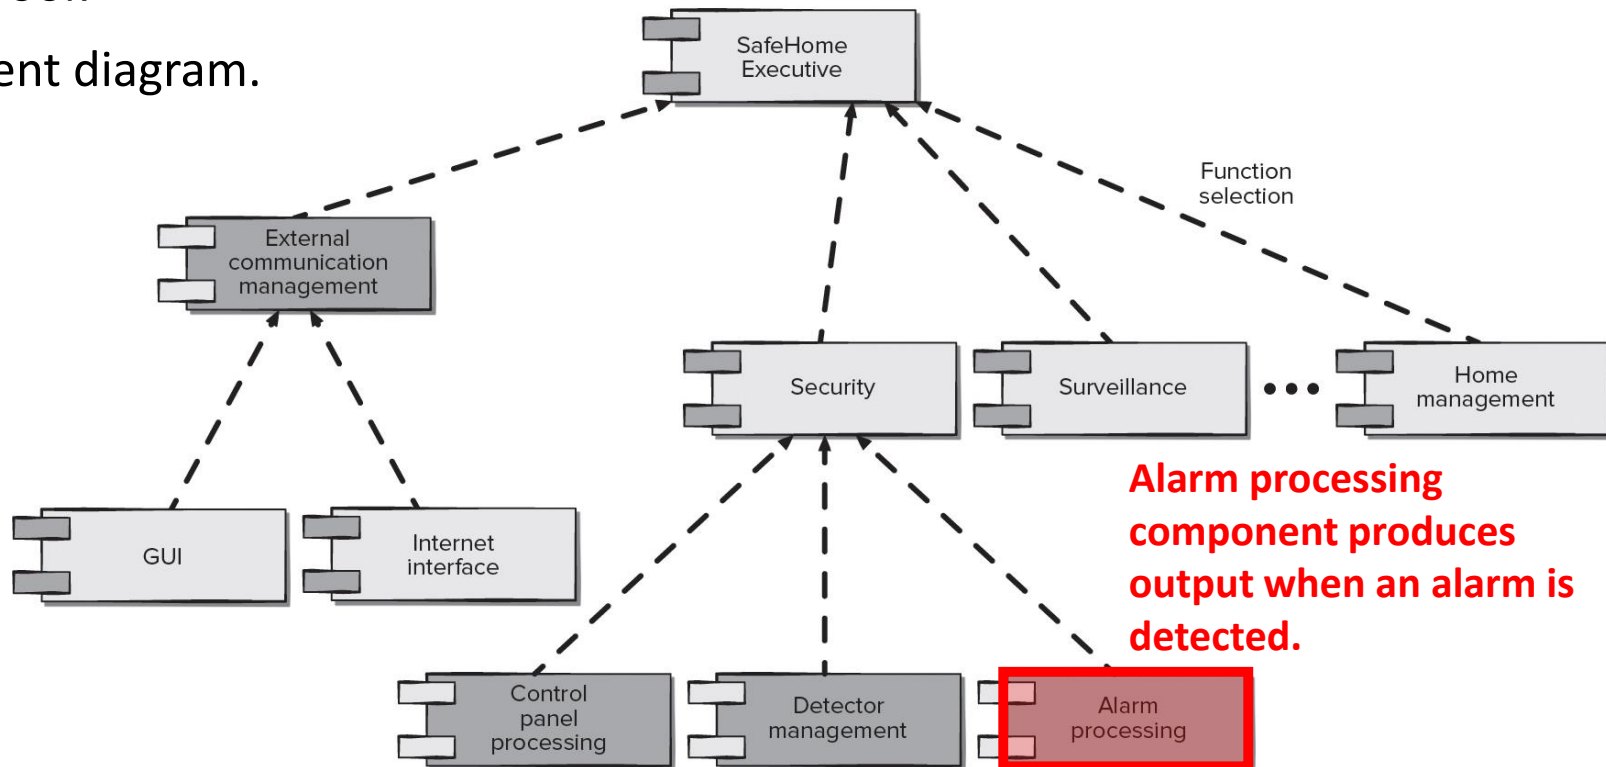 ent diagram.
SafeHome
Executive
Function
selection
External
communication
management
Security
Surveillance
Home
management
GUI
Internet
interface
Alarm processing
component produces
output when an alarm is
detected.
Control
panel
processing
Detector
management
Alarm
processing